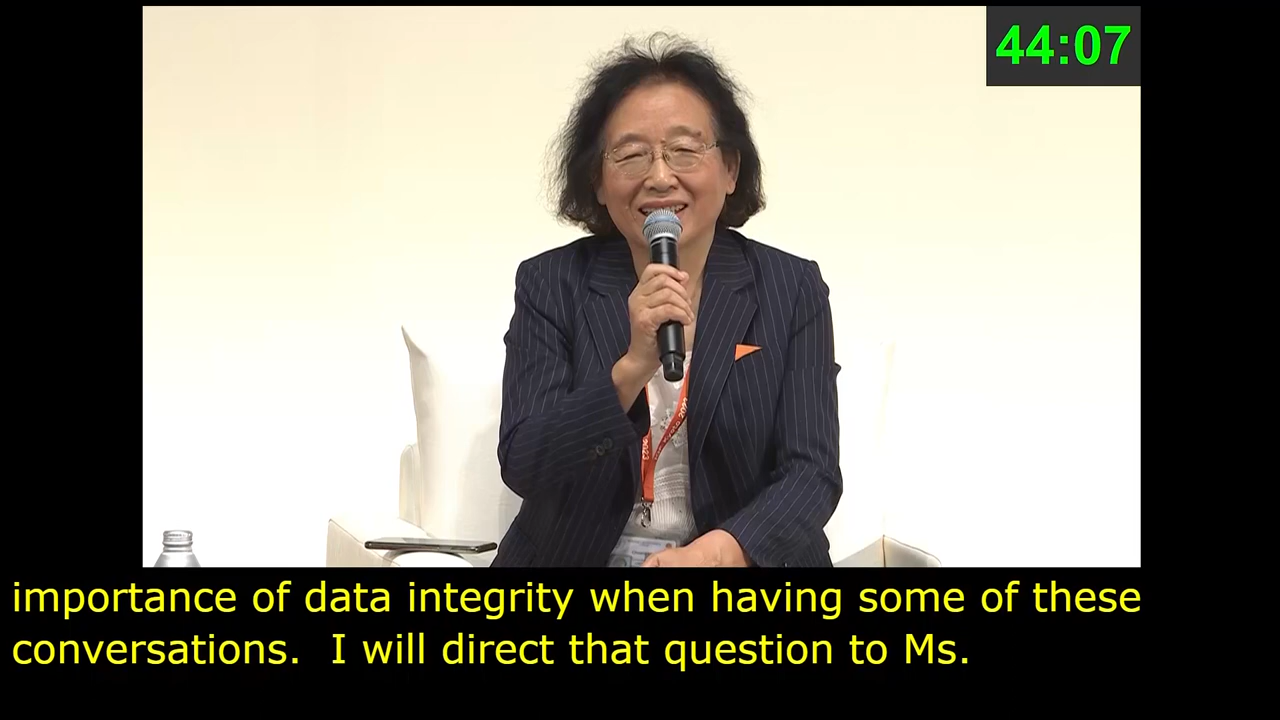 44:07
importance of data integrity when having some of these
conversations.  I will direct that question to Ms.